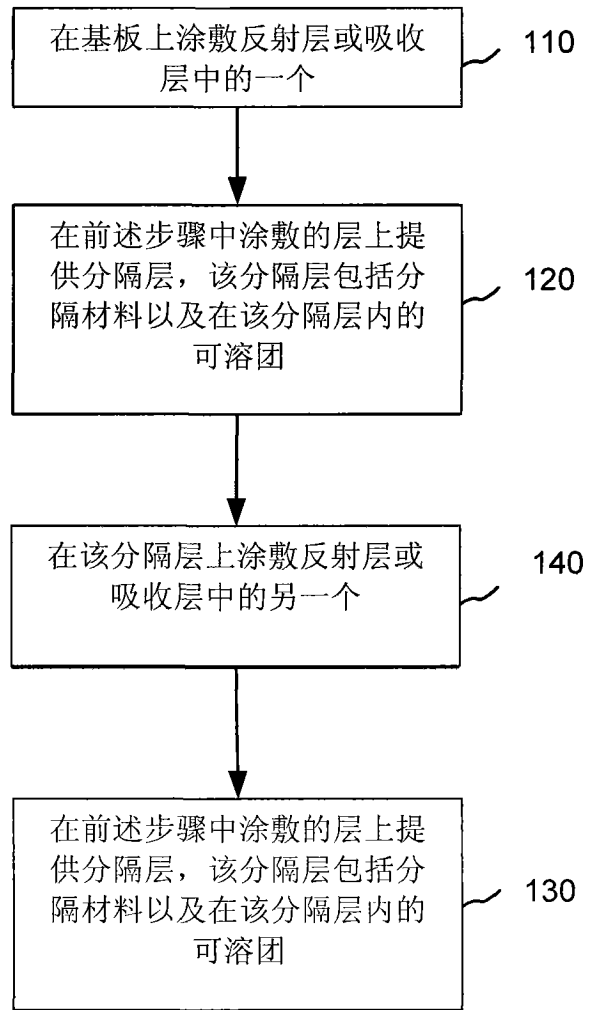 在基板上涂敷反射层或吸收
层中的一个
110
在前述步骤中涂敷的层上提
供分隔层，该分隔层包括分
隔材料以及在该分隔层内的
可溶团
120
在该分隔层上涂敷反射层或
吸收层中的另一个
140
在前述步骤中涂敷的层上提
供分隔层，该分隔层包括分
隔材料以及在该分隔层内的
可溶团
130